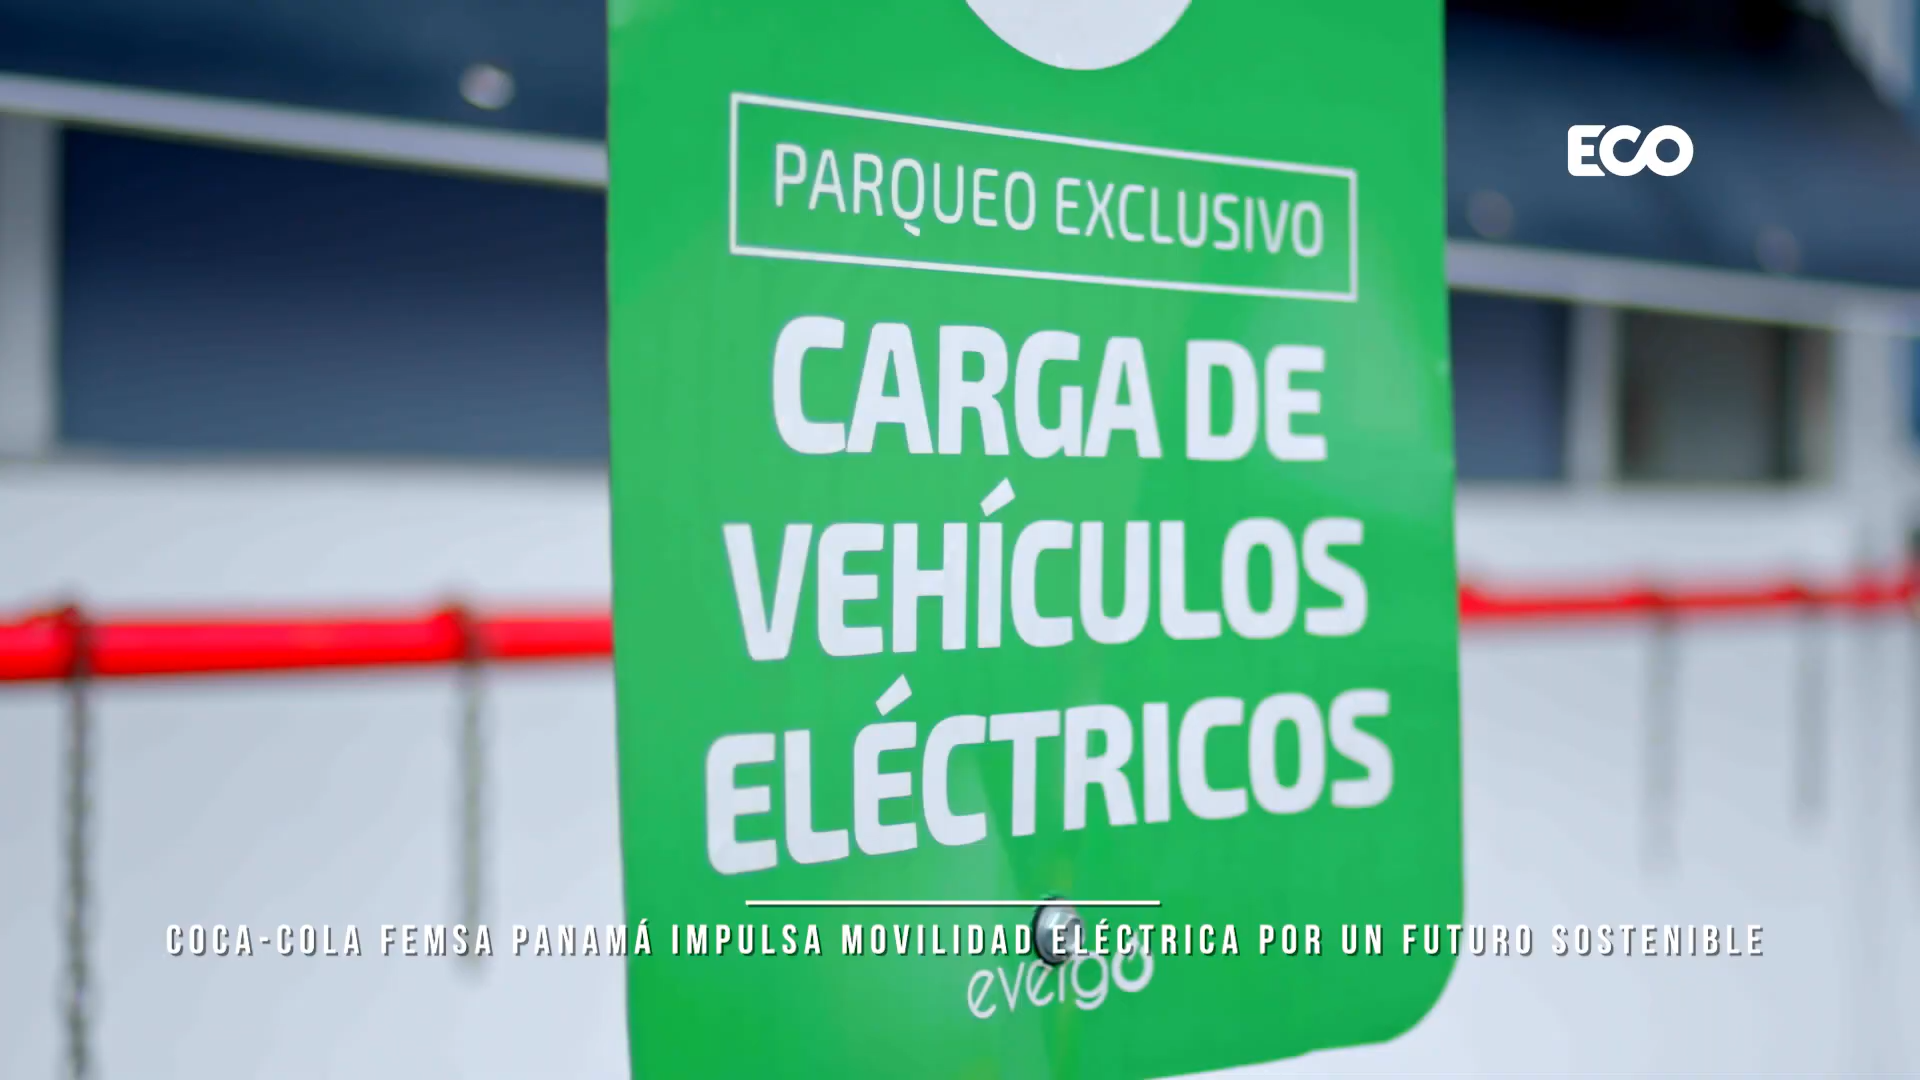 ECO
PARQUEO EXCLUSIVO
CARGA DE
VEHÍCULOS
ELÉCTRICOS
COCA-COLA FEMSA PANAMÁ IMPULSA MOVILIDAD ELÉCTRICA POR UN FUTURO SOSTENIBLE
evergo